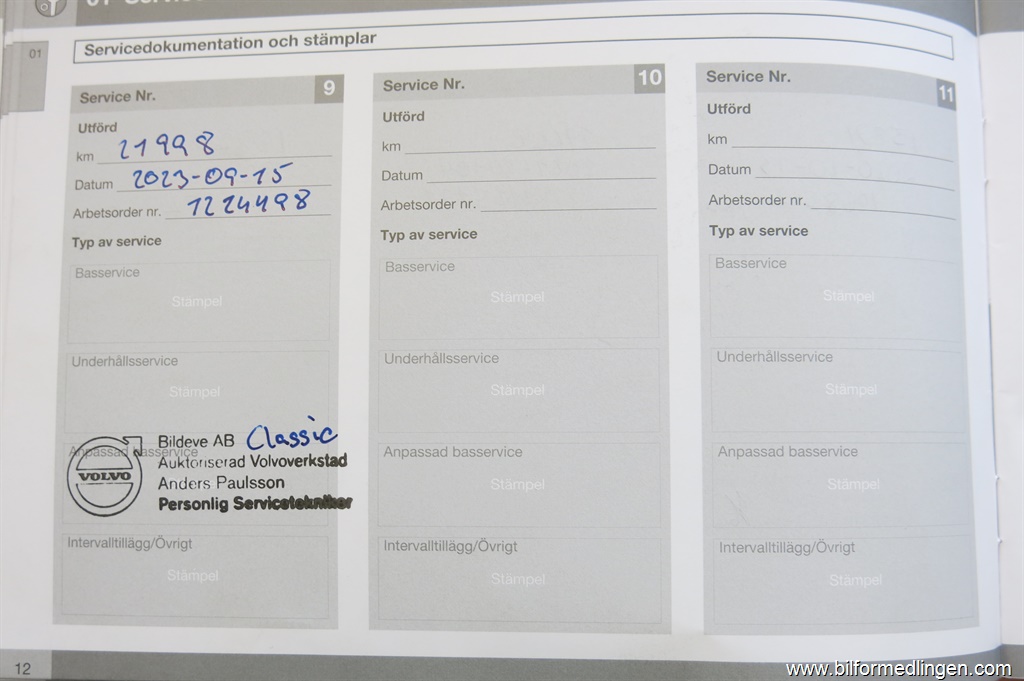 01
Servicedokumentation och stämplar
Service Nr. 9
Utförd
km 21998
Datum 2023-09-15
Arbetsorder nr. 1224498
Typ av service
Basservice
Stämpel
Underhållsservice
Stämpel
Anpassad basservice
VOLVO
Bildeve AB Classic
Auktoriserad Volvoverkstad
Anders Paulsson
Personlig Servicetekniker
Intervalltillägg/Övrigt
Stämpel
Service Nr. 10
Utförd
km
Datum
Arbetsorder nr.
Typ av service
Basservice
Stämpel
Underhållsservice
Stämpel
Anpassad basservice
Stämpel
Intervalltillägg/Övrigt
Stämpel
Service Nr. 11
Utförd
km
Datum
Arbetsorder nr.
Typ av service
Basservice
Stämpel
Underhållsservice
Stämpel
Anpassad basservice
Stämpel
Intervalltillägg/Övrigt
Stämpel
12
www.bilformedlingen.com